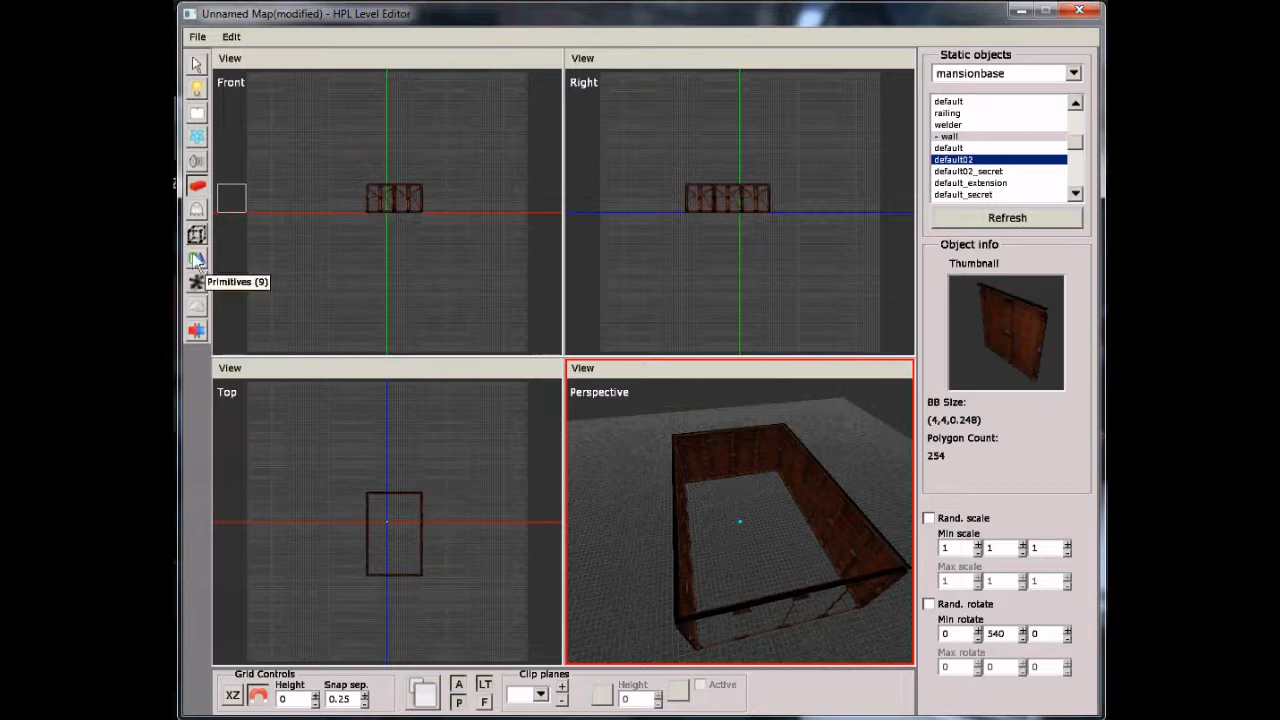 Unnamed Map(modified) - HPL Level Editor
File Edit
View
View
Front
Right
Primitives (9)
View
View
Top
Perspective
Static objects
mansionbase
default
railing
welder
- wall
default
default02
default02_secret
default_extension
default_secret
Refresh
Object info
Thumbnail
BB Size:
(4,4,0.248)
Polygon Count:
254
Rand. scale
Min scale
1 1 1
Max scale
1 1 1
Rand. rotate
Min rotate
0 540 0
Max rotate
0 0 0
Grid Controls
XZ
Height
0
Snap sep.
0.25
A LT
P F
Clip planes
+
-
Height
0
Active